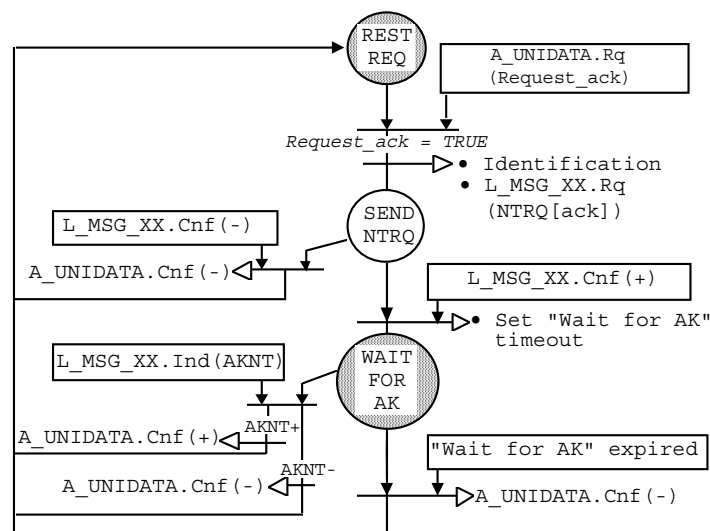 REST
REQ
A_UNIDATA.Rq
(Request_ack)
Request_ack = TRUE
• Identification
• L_MSG_XX.Rq
(NTRQ[ack])
SEND
NTRQ
L_MSG_XX.Cnf(-)
A_UNIDATA.Cnf(-)
L_MSG_XX.Cnf(+)
• Set "Wait for AK"
timeout
L_MSG_XX.Ind(AKNT)
WAIT
FOR
AK
AKNT+
A_UNIDATA.Cnf(+)
AKNT-
A_UNIDATA.Cnf(-)
"Wait for AK" expired
A_UNIDATA.Cnf(-)